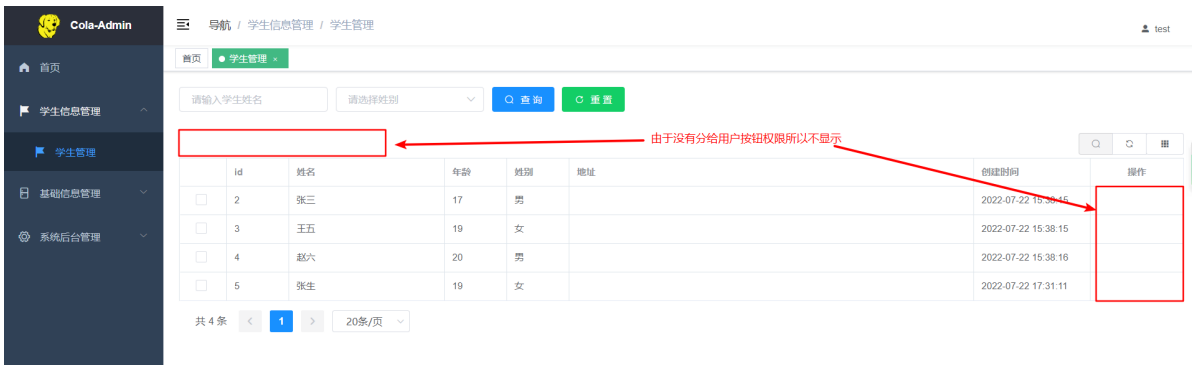 Cola-Admin
导航 / 学生信息管理 / 学生管理
test
首页
学生管理 ×
首页
学生信息管理
学生管理
基础信息管理
系统后台管理
请输入学生姓名
请选择性别
查询
重置
由于没有分给用户按钮权限所以不显示
id 姓名 年龄 性别 地址 创建时间 操作
2 张三 17 男 2022-07-22 15:38:15
3 王五 19 女 2022-07-22 15:38:15
4 赵六 20 男 2022-07-22 15:38:16
5 张生 19 女 2022-07-22 17:31:11
共 4 条 < 1 > 20条/页